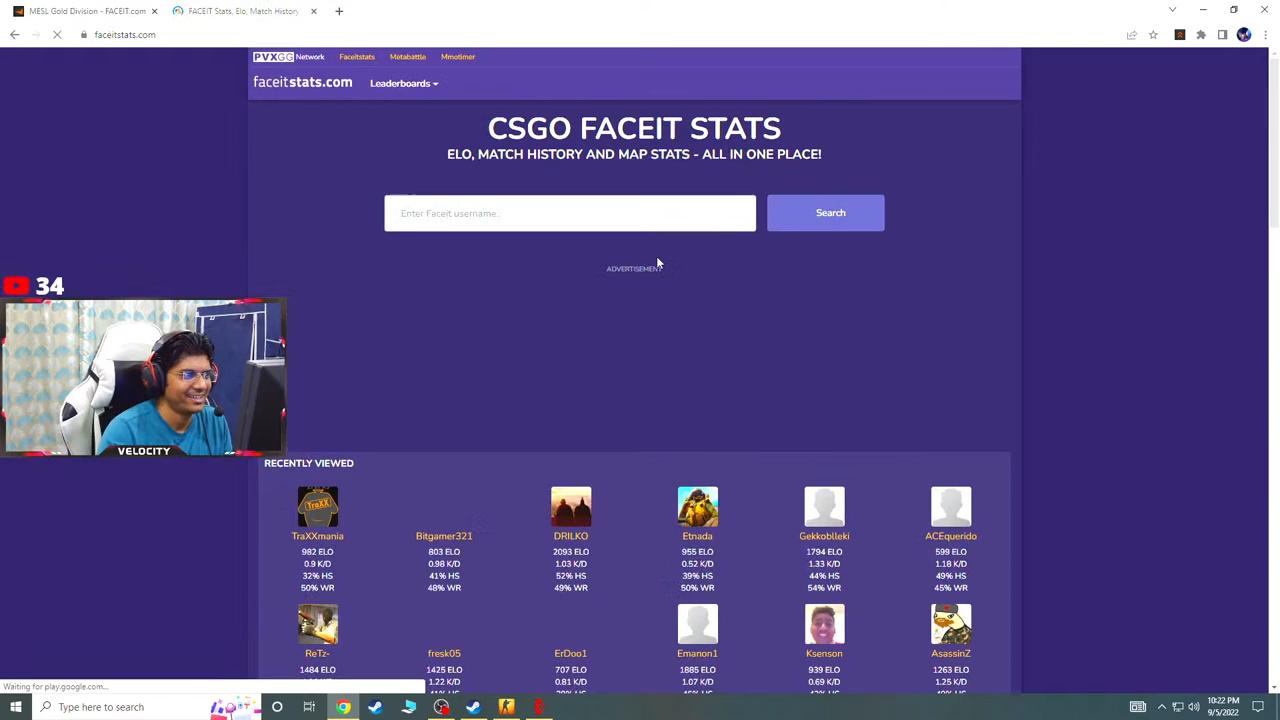 MESL Gold Division - FACEIT.com
FACEIT Stats, Elo, Match History
faceitstats.com
PVXGG Network Faceitstats Metabattle Mmotimer
faceitstats.com Leaderboards
CSGO FACEIT STATS
ELO, MATCH HISTORY AND MAP STATS - ALL IN ONE PLACE!
Enter Faceit username..
Search
ADVERTISEMENT
34
VELOCITY
RECENTLY VIEWED
TraXX
TraXXmania Bitgamer321 DRILKO Etnada Gekkoblleki ACEquerido
982 ELO 803 ELO 2093 ELO 955 ELO 1794 ELO 599 ELO
0.9 K/D 0.98 K/D 1.03 K/D 0.52 K/D 1.33 K/D 1.18 K/D
32% HS 41% HS 52% HS 39% HS 44% HS 49% HS
50% WR 48% WR 49% WR 50% WR 54% WR 45% WR
ReTz- fresk05 ErDoo1 Emanon1 Ksenson AsassinZ
1484 ELO 1425 ELO 707 ELO 1885 ELO 939 ELO 1263 ELO
1.22 K/D 0.81 K/D 1.07 K/D 0.69 K/D 1.25 K/D
Waiting for play.google.com...
Type here to search
10:22 PM
9/5/2022